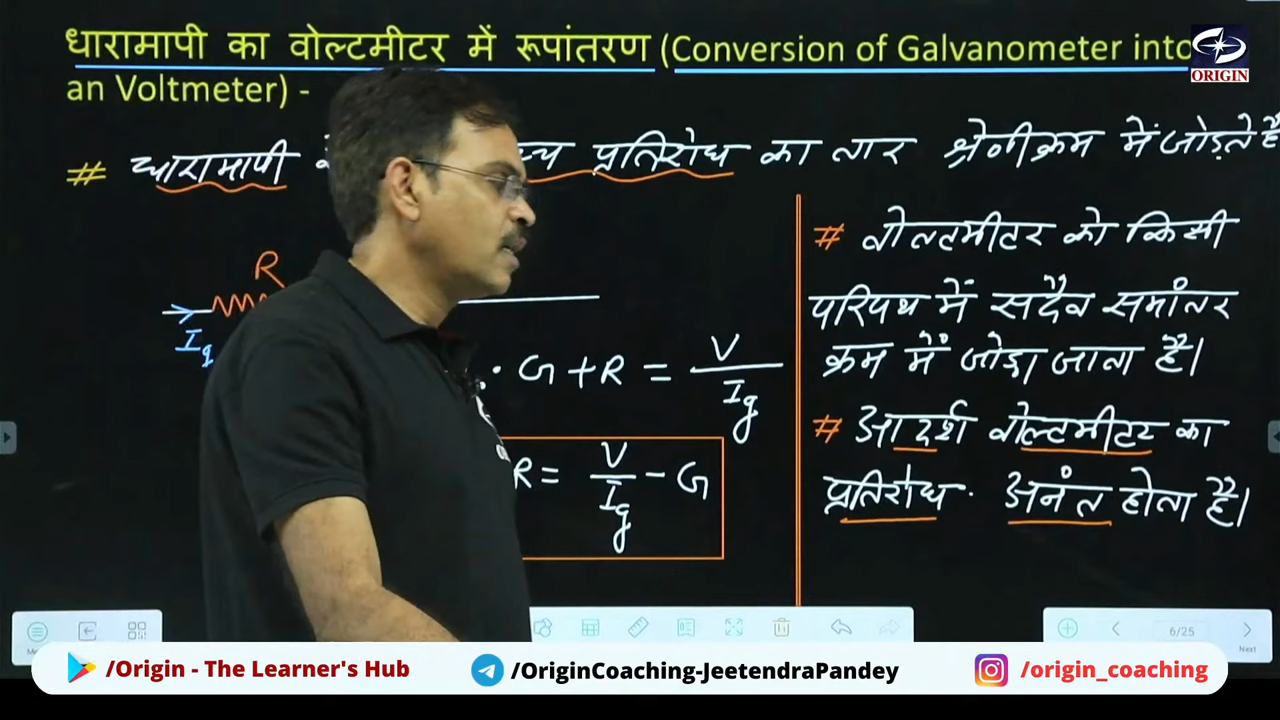 धारामापी का वोल्टमीटर में रूपांतरण (Conversion of Galvanometer into
an Voltmeter) -
ORIGIN
# धारामापी प्रतिरोध का तार श्रेणीक्रम में जोड़ते है
R
Ig
G + R = V / Ig
R = V / Ig - G
# वोल्टमीटर को किसी
परिपथ में सदैव समांतर
क्रम में जोड़ा जाता है।
# आदर्श वोल्टमीटर का
प्रतिरोध अनंत होता है।
6/25
Next
/Origin - The Learner's Hub
/OriginCoaching-JeetendraPandey
/origin_coaching